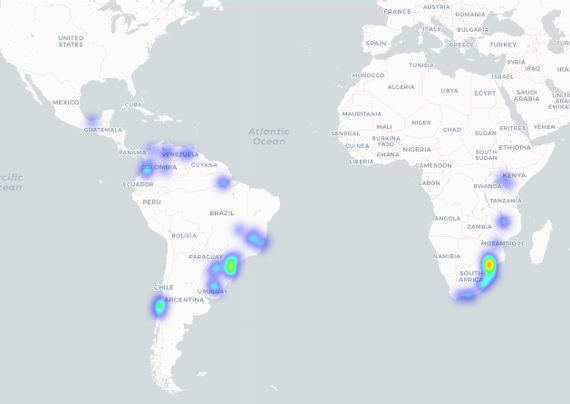 FRANCE
AUSTRIA
ROMANIA
ITALY
BULGARIA
SPAIN
GREECE
TURKEY
UNITED
STATES
TUNISIA
SYRIA
IRAQ
MOROCCO
ISRAEL
ALGERIA
LIBYA
EGYPT
SAUDI
ARABIA
MEXICO
CUBA
MAURITANIA
MALI
NIGER
CHAD
SUDAN
ERITREA
YEMEN
GUATEMALA
Atlantic
Ocean
SENEGAL
BURKINA
FASO
GUINEA
GHANA
NIGERIA
ETHIOPIA
LIBERIA
SOUTH
SUDAN
CAMEROON
PANAMA
VENEZUELA
COLOMBIA
GUYANA
ECUADOR
GABON
KENYA
RWANDA
PERU
BRAZIL
TANZANIA
ANGOLA
ZAMBIA
BOLIVIA
MOZAMBIQUE
PARAGUAY
NAMIBIA
SOUTH
AFRICA
CHILE
URUGUAY
ARGENTINA